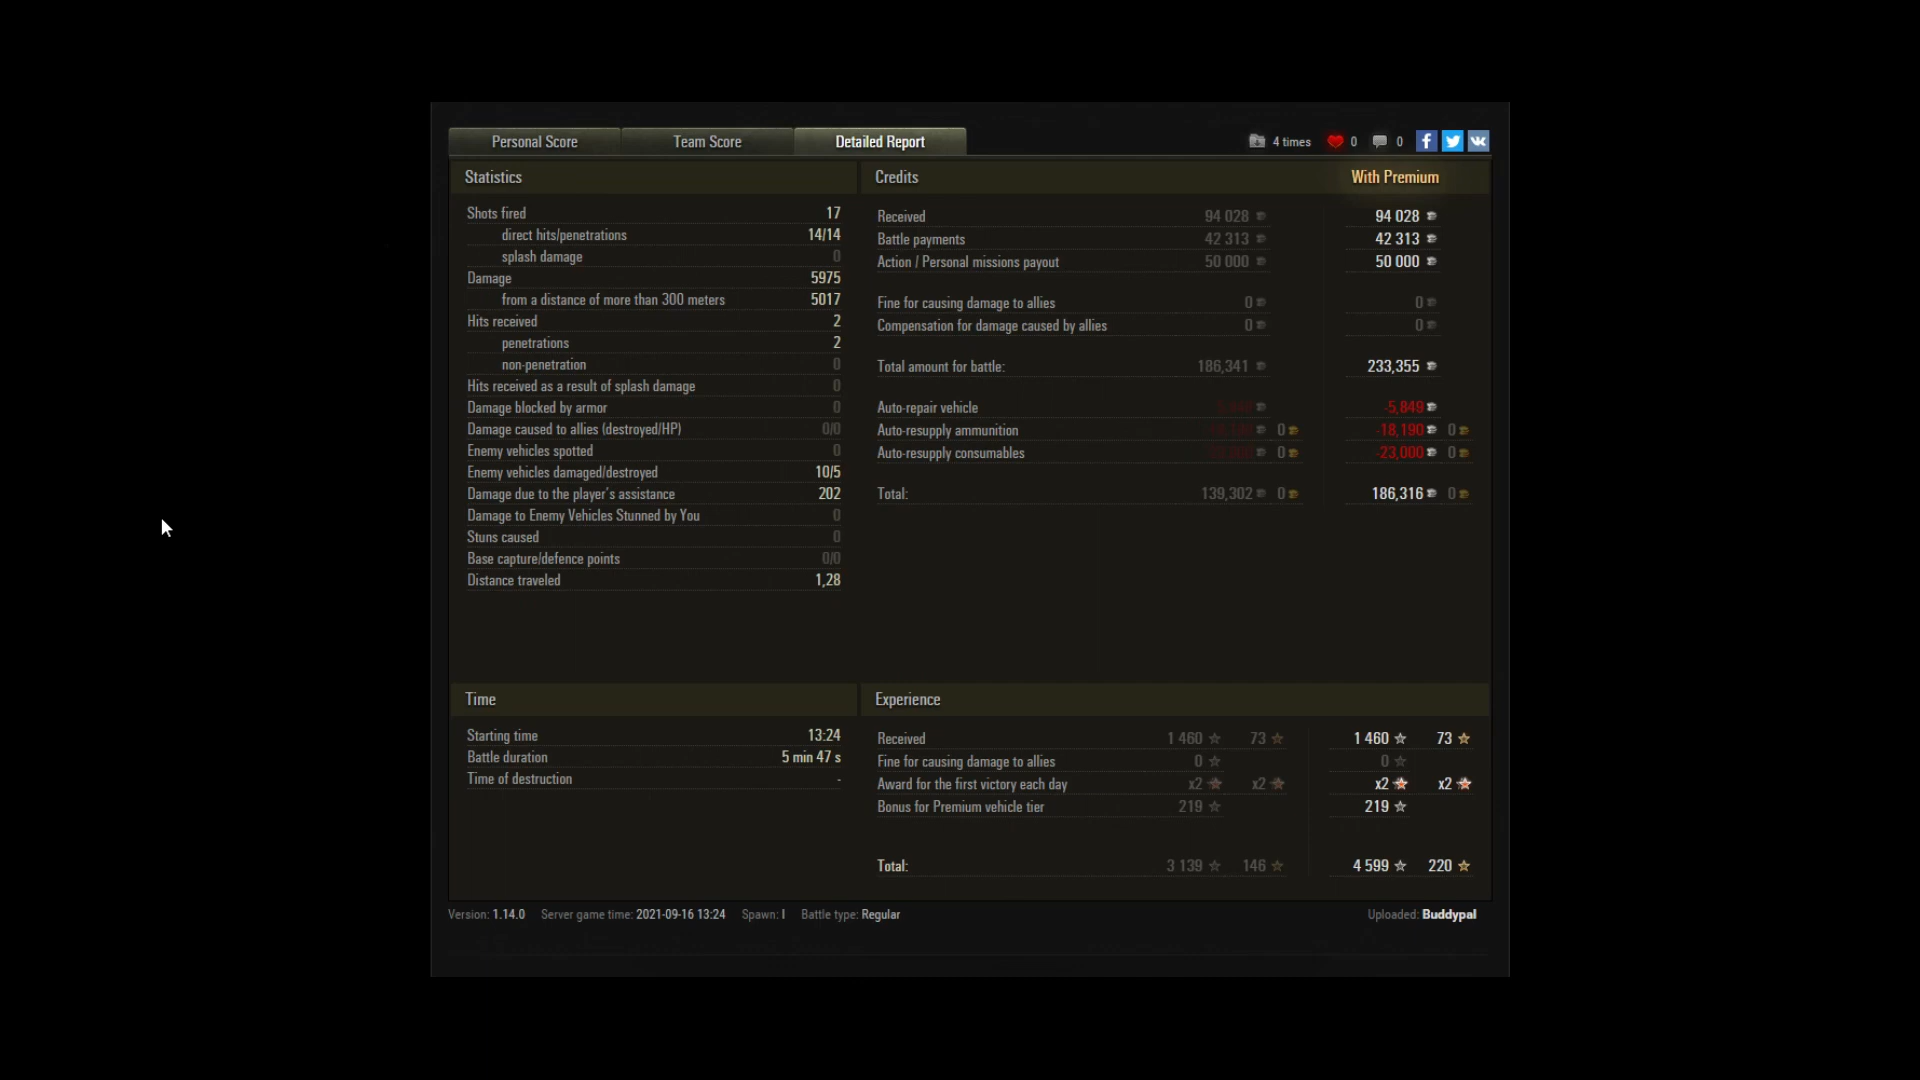 Personal Score Team Score Detailed Report 4 times 0 0
Statistics
Shots fired 17
direct hits/penetrations 14/14
splash damage 0
Damage 5975
from a distance of more than 300 meters 5017
Hits received 2
penetrations 2
non-penetration 0
Hits received as a result of splash damage 0
Damage blocked by armor 0
Damage caused to allies (destroyed/HP) 0/0
Enemy vehicles spotted 0
Enemy vehicles damaged/destroyed 10/5
Damage due to the player's assistance 202
Damage to Enemy Vehicles Stunned by You 0
Stuns caused 0
Base capture/defence points 0/0
Distance traveled 1,28
Credits With Premium
Received 94 028 94 028
Battle payments 42 313 42 313
Action / Personal missions payout 50 000 50 000
Fine for causing damage to allies 0 0
Compensation for damage caused by allies 0 0
Total amount for battle: 186,341 233,355
Auto-repair vehicle -5,849
Auto-resupply ammunition 0 -18,190 0
Auto-resupply consumables 0 -23,000 0
Total: 139,302 0 186,316 0
Time
Starting time 13:24
Battle duration 5 min 47 s
Time of destruction -
Experience
Received 1 460 73 1 460 73
Fine for causing damage to allies 0 0
Award for the first victory each day x2 x2 x2 x2
Bonus for Premium vehicle tier 219 219
Total: 3 139 146 4 599 220
Version: 1.14.0 Server game time: 2021-09-16 13:24 Spawn: I Battle type: Regular Uploaded: Buddypal